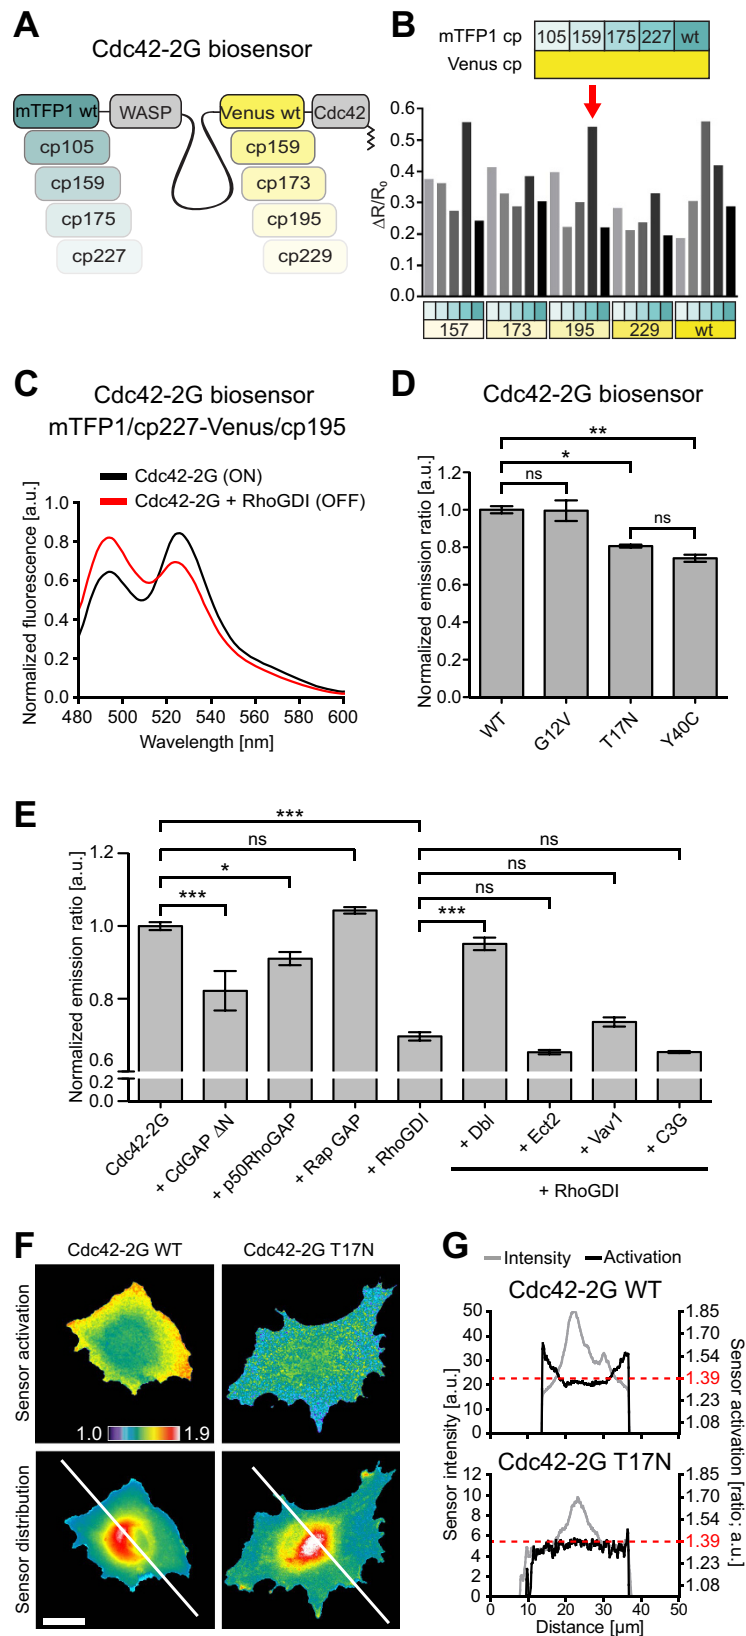 A
Cdc42-2G biosensor
mTFP1 wt
WASP
Venus wt
Cdc42
cp105
cp159
cp175
cp227
cp159
cp173
cp195
cp229
B
mTFP1 cp
105
159
175
227
wt
Venus cp
ΔR/R₀
0.6
0.5
0.4
0.3
0.2
0.1
0.0
157
173
195
229
wt
C
Cdc42-2G biosensor
mTFP1/cp227-Venus/cp195
Cdc42-2G (ON)
Cdc42-2G + RhoGDI (OFF)
Normalized fluorescence [a.u.]
1.0
0.8
0.6
0.4
0.2
0.0
480 500 520 540 560 580 600
Wavelength [nm]
D
Cdc42-2G biosensor
**
*
ns
ns
Normalized emission ratio [a.u.]
1.2
1.0
0.8
0.6
0.4
0.2
0.0
WT
G12V
T17N
Y40C
E
***
ns
ns
ns
*
ns
***
***
Normalized emission ratio [a.u.]
1.2
1.0
0.8
0.6
0.2
0.0
Cdc42-2G
+ CdGAP ΔN
+ p50RhoGAP
+ Rap GAP
+ RhoGDI
+ Dbl
+ Ect2
+ Vav1
+ C3G
+ RhoGDI
F
Cdc42-2G WT
Cdc42-2G T17N
Sensor activation
1.0
1.9
Sensor distribution
G
Intensity
Activation
Cdc42-2G WT
50
40
30
20
10
0
1.85
1.70
1.54
1.39
1.23
1.08
Cdc42-2G T17N
12
10
8
6
4
2
0
1.85
1.70
1.54
1.39
1.23
1.08
Sensor intensity [a.u.]
Sensor activation [ratio; a.u.]
0 10 20 30 40 50
Distance [µm]